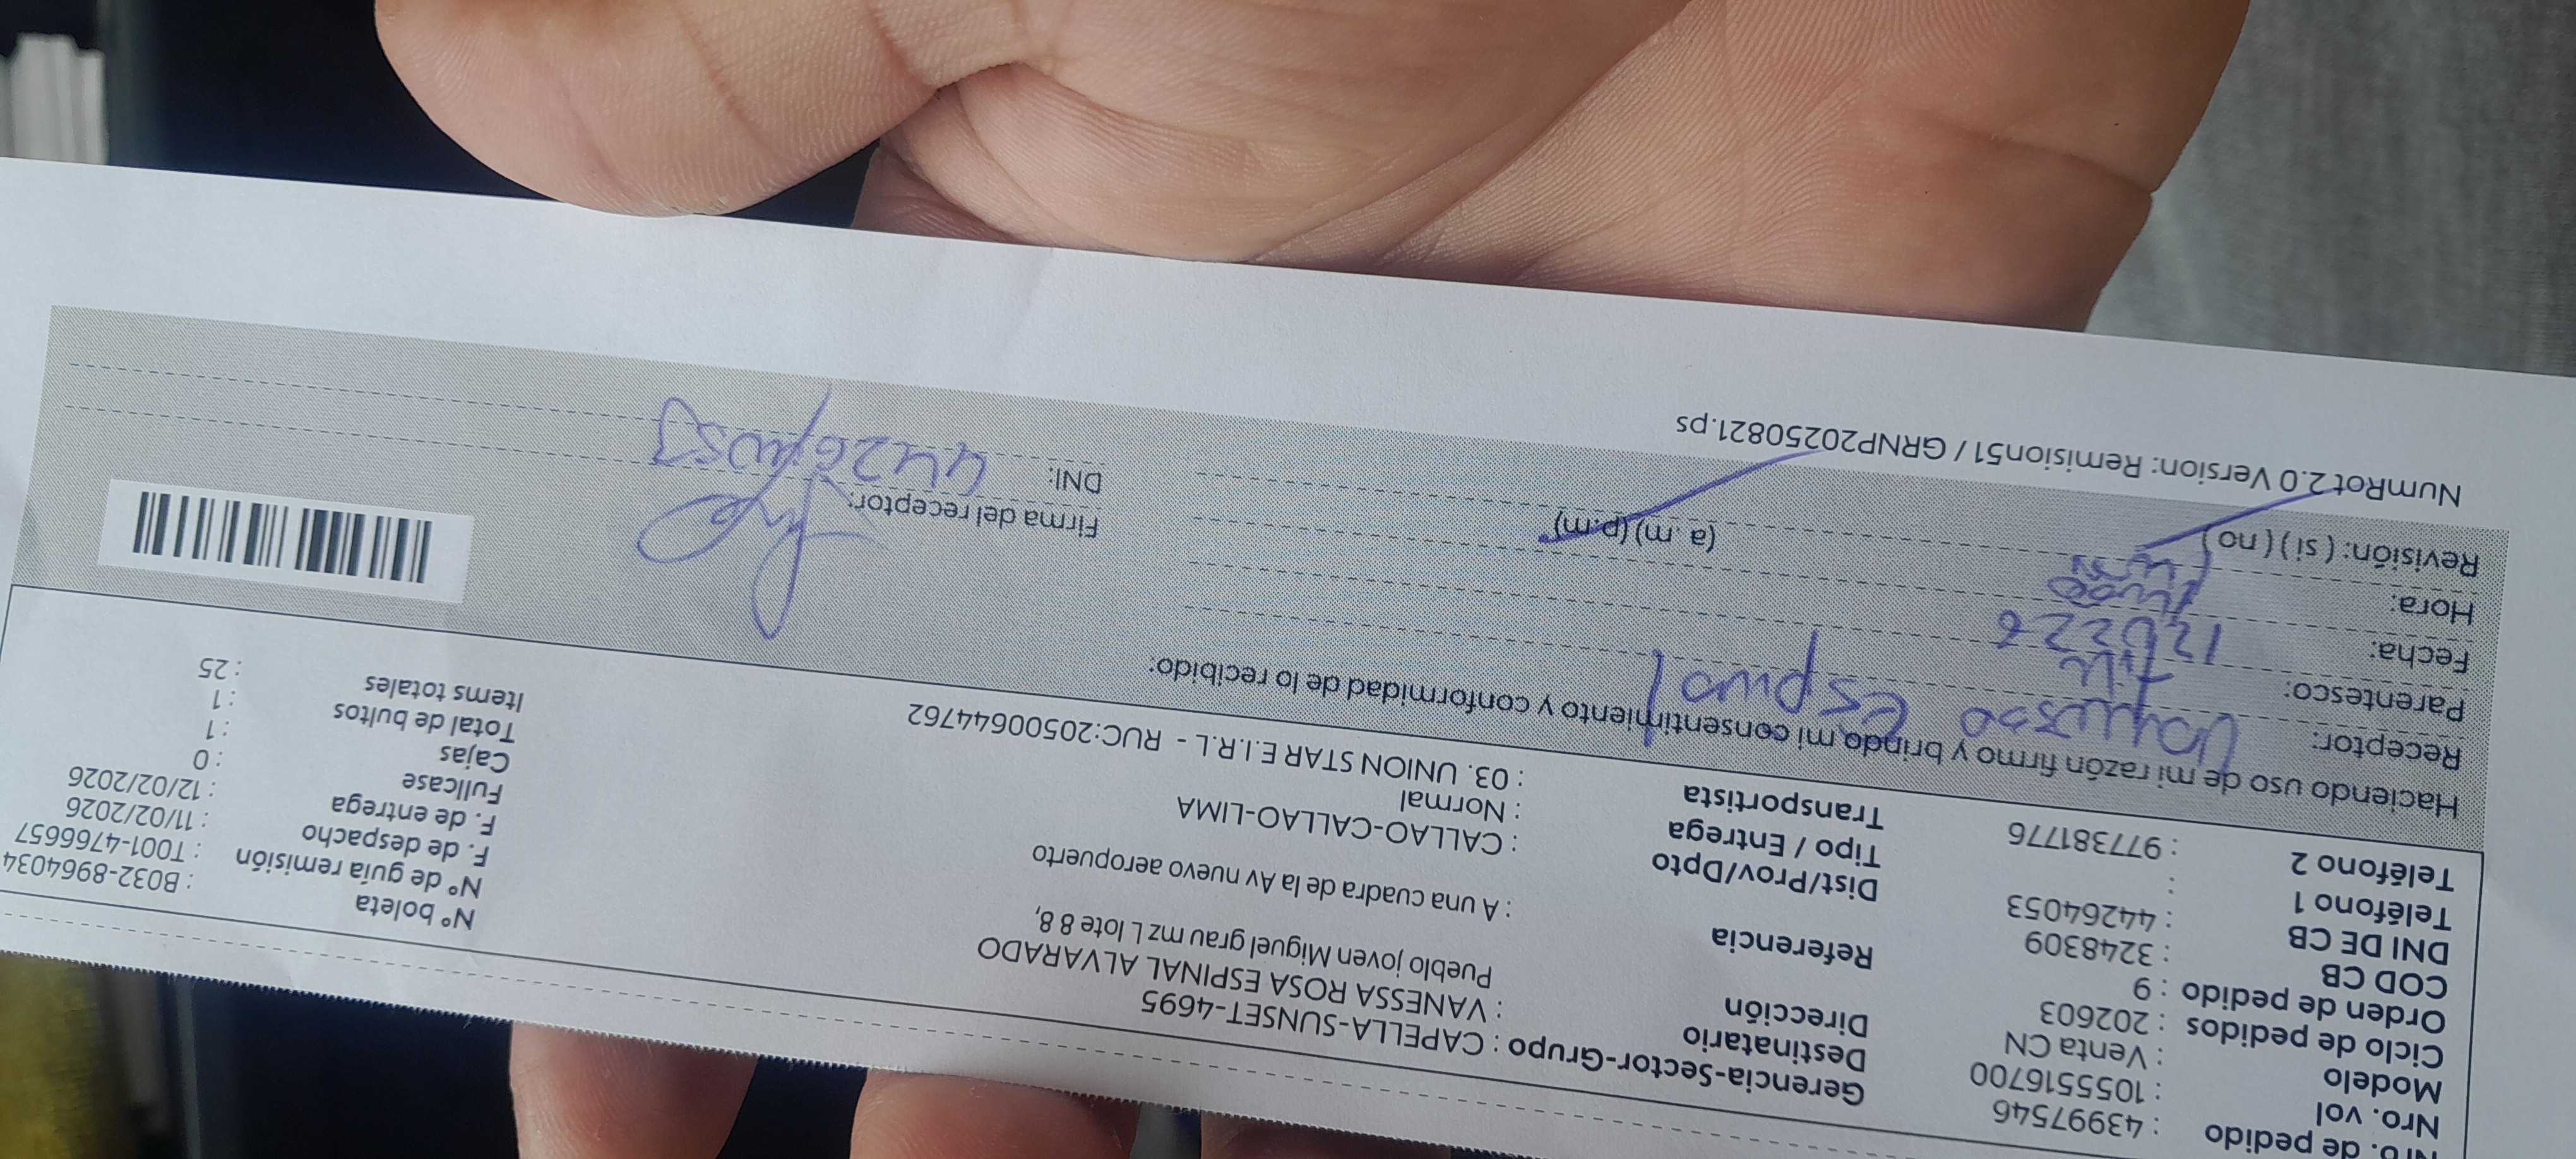 Nro. de pedido : 43997546
Nro. vol : 1055516700
Modelo : Venta CN
Ciclo de pedidos : 202603
Orden de pedido : 9
COD CB : 3248309
DNI DE CB : 44264053
Teléfono 1 :
Teléfono 2 : 977381776
Gerencia-Sector-Grupo : CAPELLA-SUNSET-4695
Destinatario : VANESSA ROSA ESPINAL ALVARADO
Dirección
Pueblo joven Miguel grau mz L lote 8 8,
Referencia : A una cuadra de la Av nuevo aeropuerto
Dist/Prov/Dpto : CALLAO-CALLAO-LIMA
Tipo / Entrega : Normal
Transportista : 03. UNION STAR E.I.R.L - RUC:20500644762
N° boleta : B032-8964034
N° de guía remisión : T001-4766657
F. de despacho : 11/02/2026
F. de entrega : 12/02/2026
Fullcase : 0
Cajas : 1
Total de bultos : 1
Items totales : 25
Haciendo uso de mi razón firmo y brindo mi consentimiento y conformidad de lo recibido:
Receptor: Vanessa Espinal
Parentesco:
Fecha:
Hora: (a .m) (p.m)
Revisión: ( si ) ( no )
Firma del receptor:
DNI: 44264053
NumRot 2.0 Version: Remision51 / GRNP20250821.ps